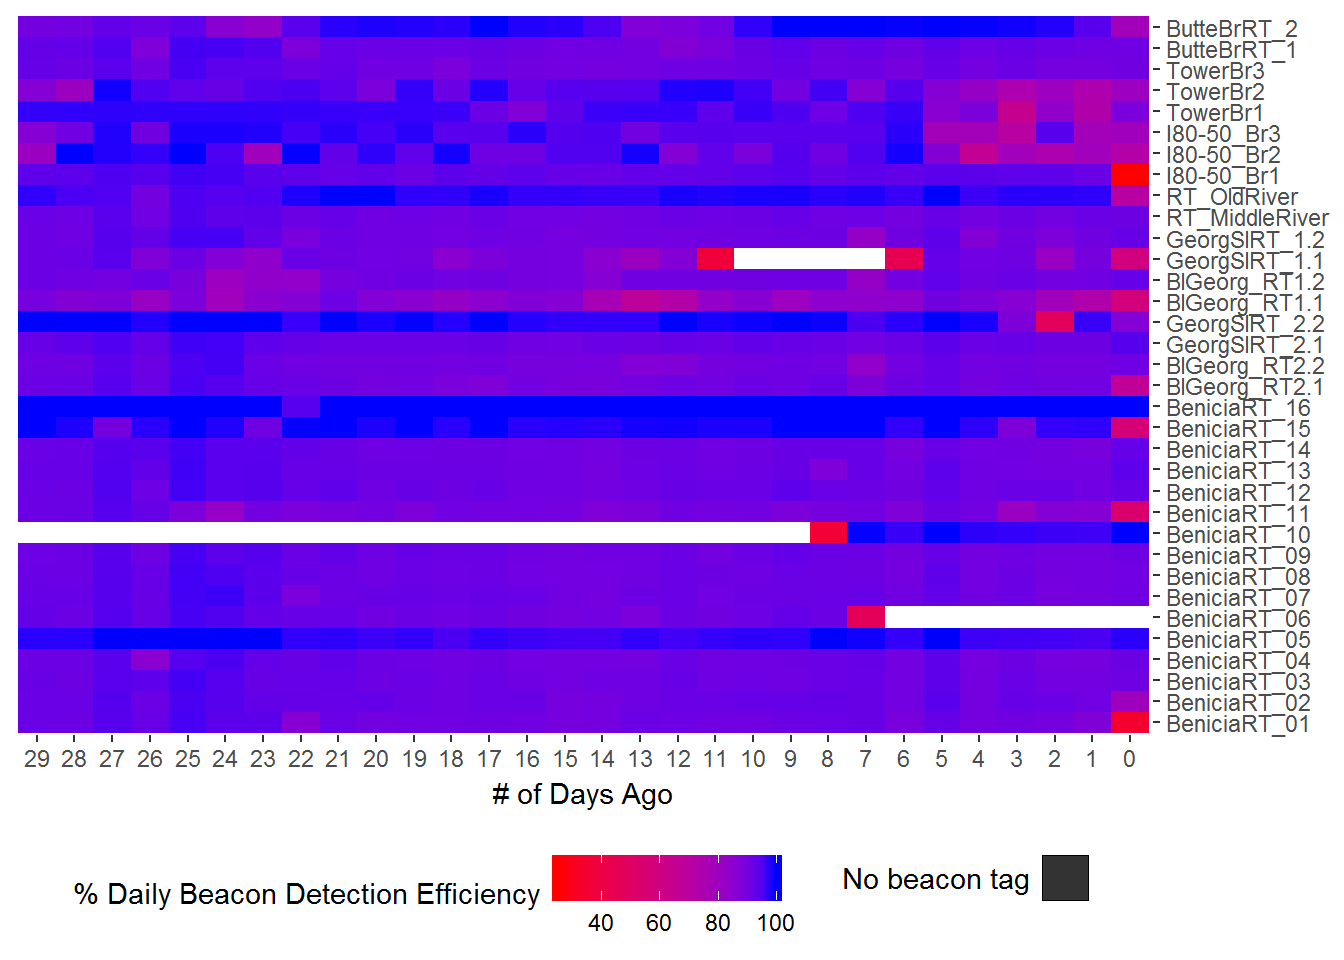 ButteBrRT_2
ButteBrRT_1
TowerBr3
TowerBr2
TowerBr1
I80-50_Br3
I80-50_Br2
I80-50_Br1
RT_OldRiver
RT_MiddleRiver
GeorgSlRT_1.2
GeorgSlRT_1.1
BlGeorg_RT1.2
BlGeorg_RT1.1
GeorgSlRT_2.2
GeorgSlRT_2.1
BlGeorg_RT2.2
BlGeorg_RT2.1
BeniciaRT_16
BeniciaRT_15
BeniciaRT_14
BeniciaRT_13
BeniciaRT_12
BeniciaRT_11
BeniciaRT_10
BeniciaRT_09
BeniciaRT_08
BeniciaRT_07
BeniciaRT_06
BeniciaRT_05
BeniciaRT_04
BeniciaRT_03
BeniciaRT_02
BeniciaRT_01
29 28 27 26 25 24 23 22 21 20 19 18 17 16 15 14 13 12 11 10 9 8 7 6 5 4 3 2 1 0
# of Days Ago
% Daily Beacon Detection Efficiency
40 60 80 100
No beacon tag